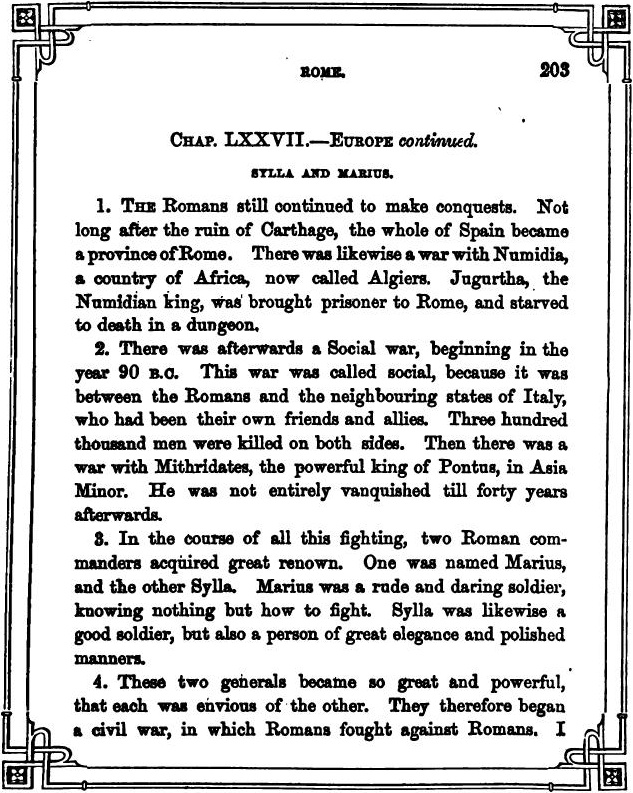 ROME. 203
CHAP. LXXVII.—EUROPE continued.
SYLLA AND MARIUS.
1. THE Romans still continued to make conquests. Not
long after the ruin of Carthage, the whole of Spain became
a province of Rome. There was likewise a war with Numidia,
a country of Africa, now called Algiers. Jugurtha, the
Numidian king, was brought prisoner to Rome, and starved
to death in a dungeon.
2. There was afterwards a Social war, beginning in the
year 90 B.C. This war was called social, because it was
between the Romans and the neighbouring states of Italy,
who had been their own friends and allies. Three hundred
thousand men were killed on both sides. Then there was a
war with Mithridates, the powerful king of Pontus, in Asia
Minor. He was not entirely vanquished till forty years
afterwards.
3. In the course of all this fighting, two Roman com-
manders acquired great renown. One was named Marius,
and the other Sylla. Marius was a rude and daring soldier,
knowing nothing but how to fight. Sylla was likewise a
good soldier, but also a person of great elegance and polished
manners.
4. These two generals became so great and powerful,
that each was envious of the other. They therefore began
a civil war, in which Romans fought against Romans. I